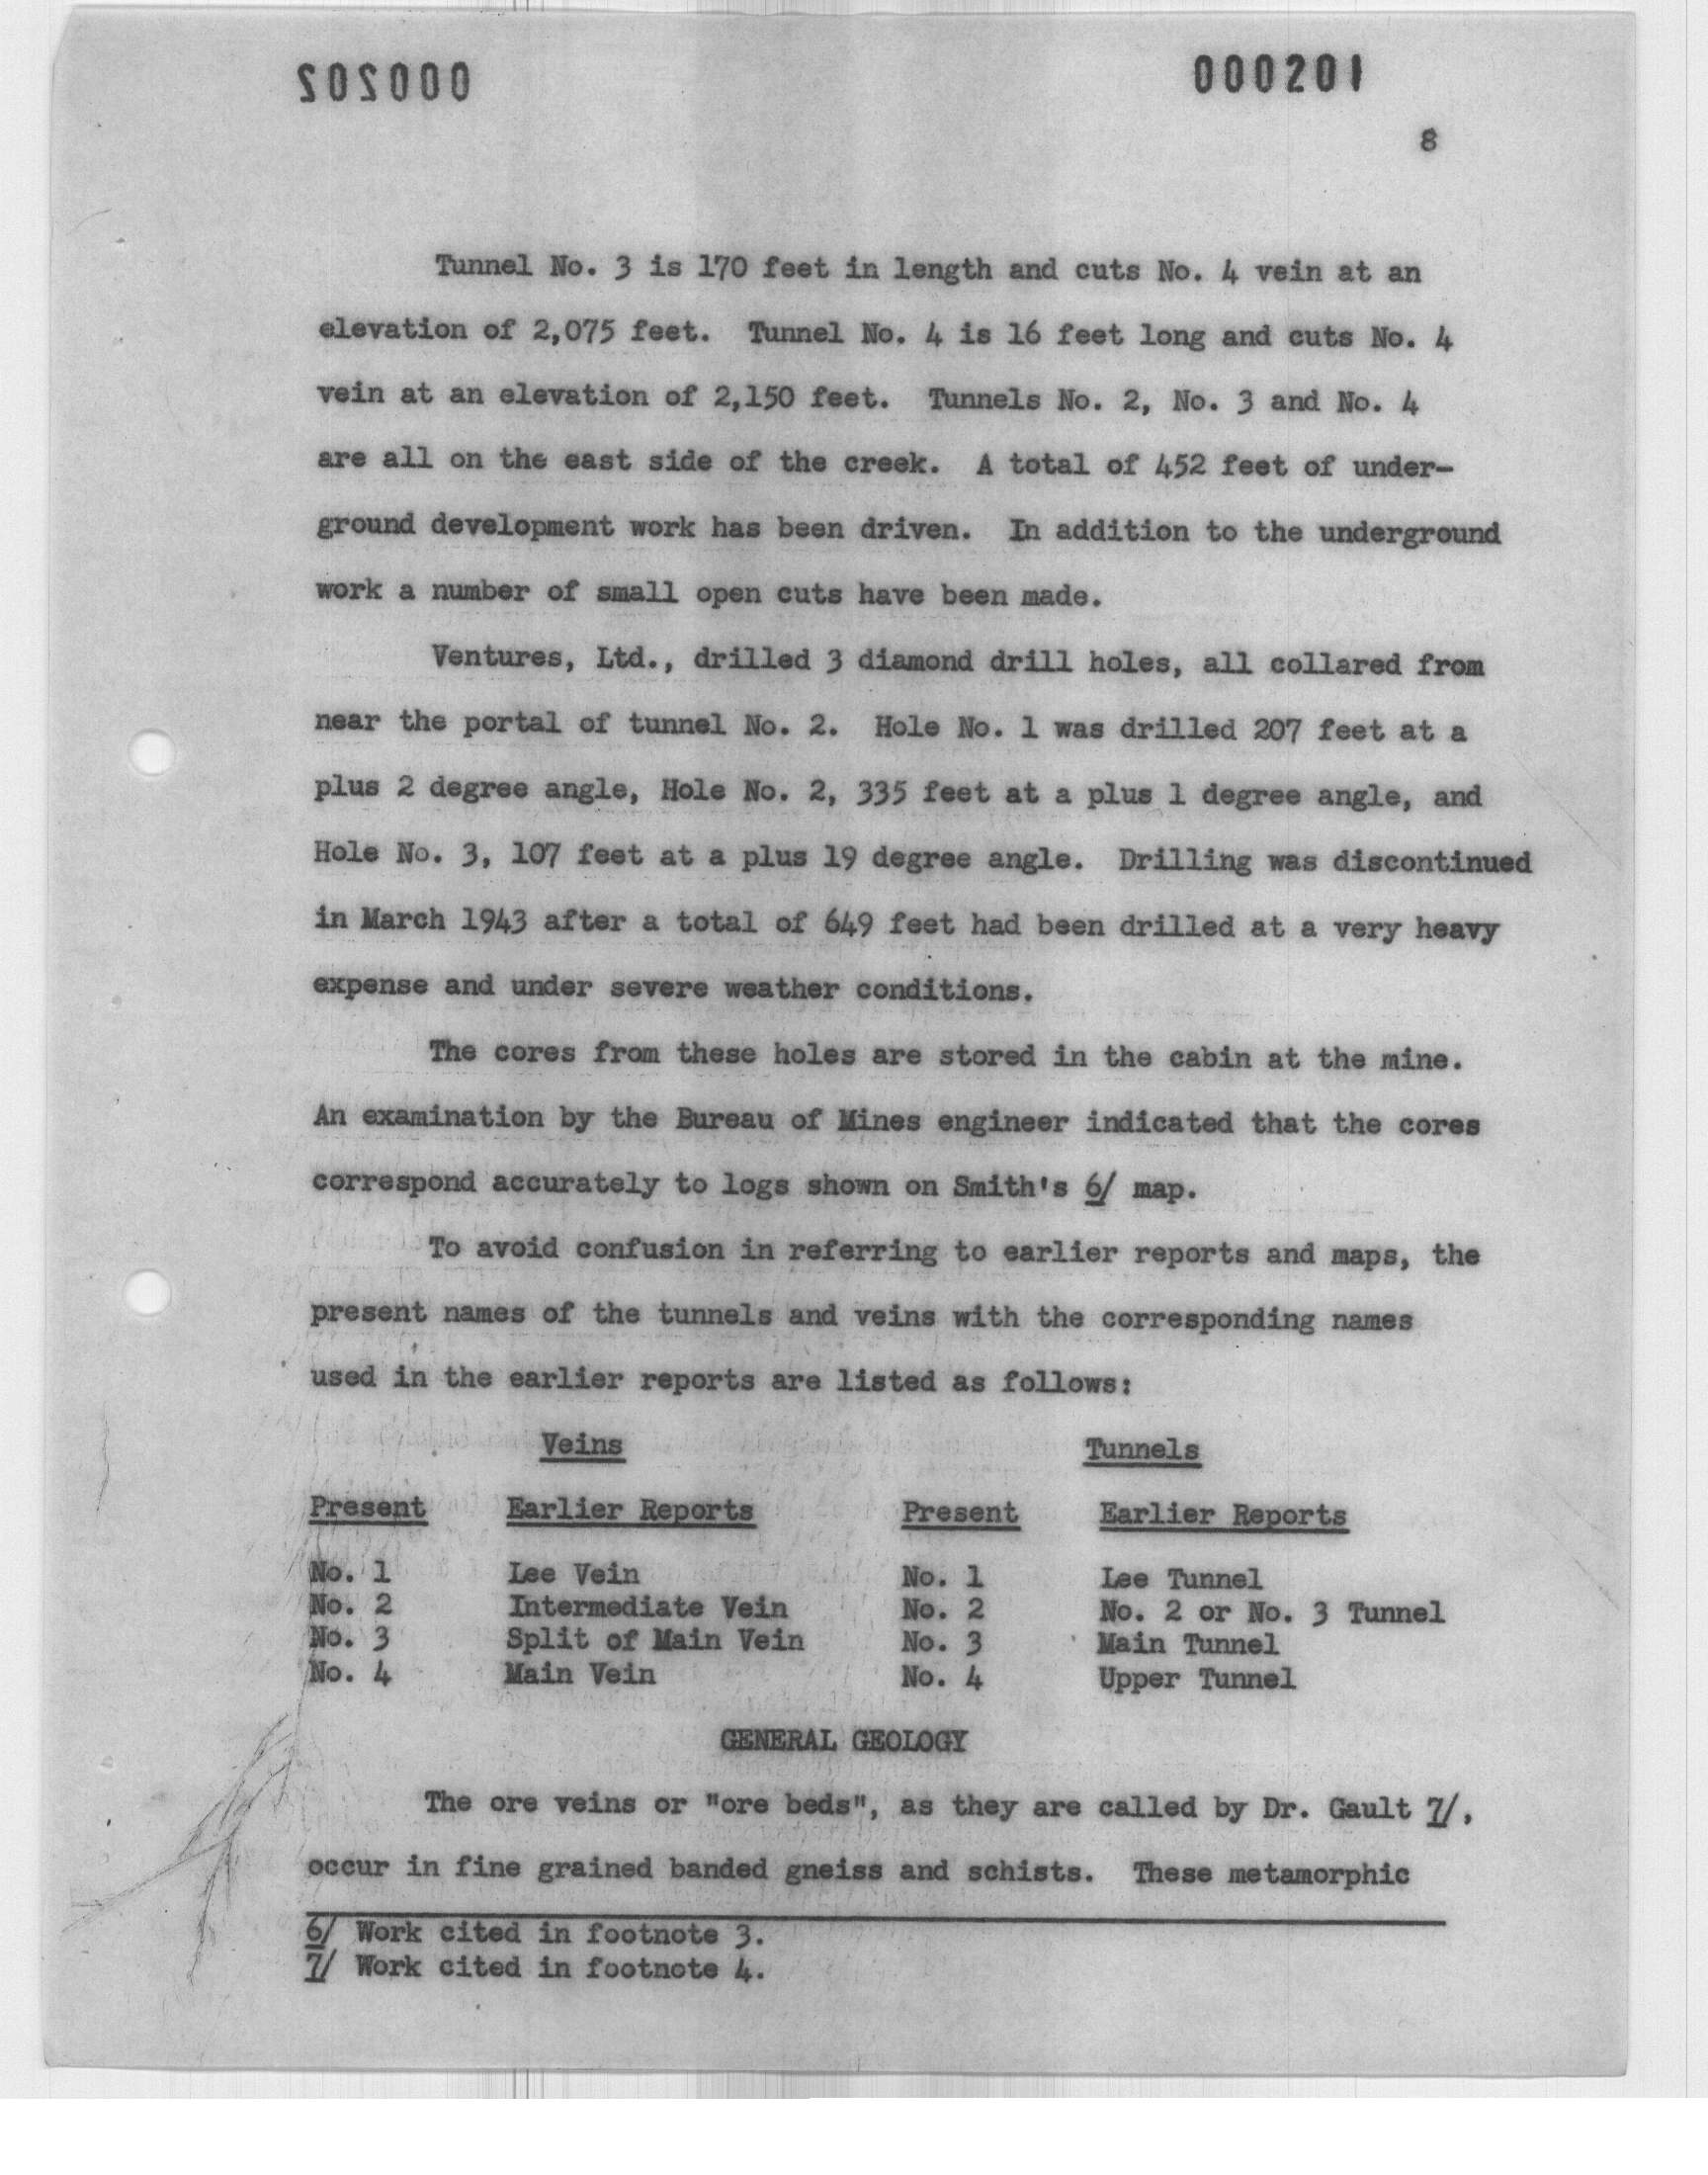 000202
000201
8
Tunnel No. 3 is 170 feet in length and cuts No. 4 vein at an
elevation of 2,075 feet. Tunnel No. 4 is 16 feet long and cuts No. 4
vein at an elevation of 2,150 feet. Tunnels No. 2, No. 3 and No. 4
are all on the east side of the creek. A total of 452 feet of under-
ground development work has been driven. In addition to the underground
work a number of small open cuts have been made.
Ventures, Ltd., drilled 3 diamond drill holes, all collared from
near the portal of tunnel No. 2. Hole No. 1 was drilled 207 feet at a
plus 2 degree angle, Hole No. 2, 335 feet at a plus 1 degree angle, and
Hole No. 3, 107 feet at a plus 19 degree angle. Drilling was discontinued
in March 1943 after a total of 649 feet had been drilled at a very heavy
expense and under severe weather conditions.
The cores from these holes are stored in the cabin at the mine.
An examination by the Bureau of Mines engineer indicated that the cores
correspond accurately to logs shown on Smith's 6/ map.
To avoid confusion in referring to earlier reports and maps, the
present names of the tunnels and veins with the corresponding names
used in the earlier reports are listed as follows:
Veins Tunnels
Present Earlier Reports Present Earlier Reports
No. 1 Lee Vein No. 1 Lee Tunnel
No. 2 Intermediate Vein No. 2 No. 2 or No. 3 Tunnel
No. 3 Split of Main Vein No. 3 Main Tunnel
No. 4 Main Vein No. 4 Upper Tunnel
GENERAL GEOLOGY
The ore veins or "ore beds", as they are called by Dr. Gault 7/,
occur in fine grained banded gneiss and schists. These metamorphic
6/ Work cited in footnote 3.
7/ Work cited in footnote 4.